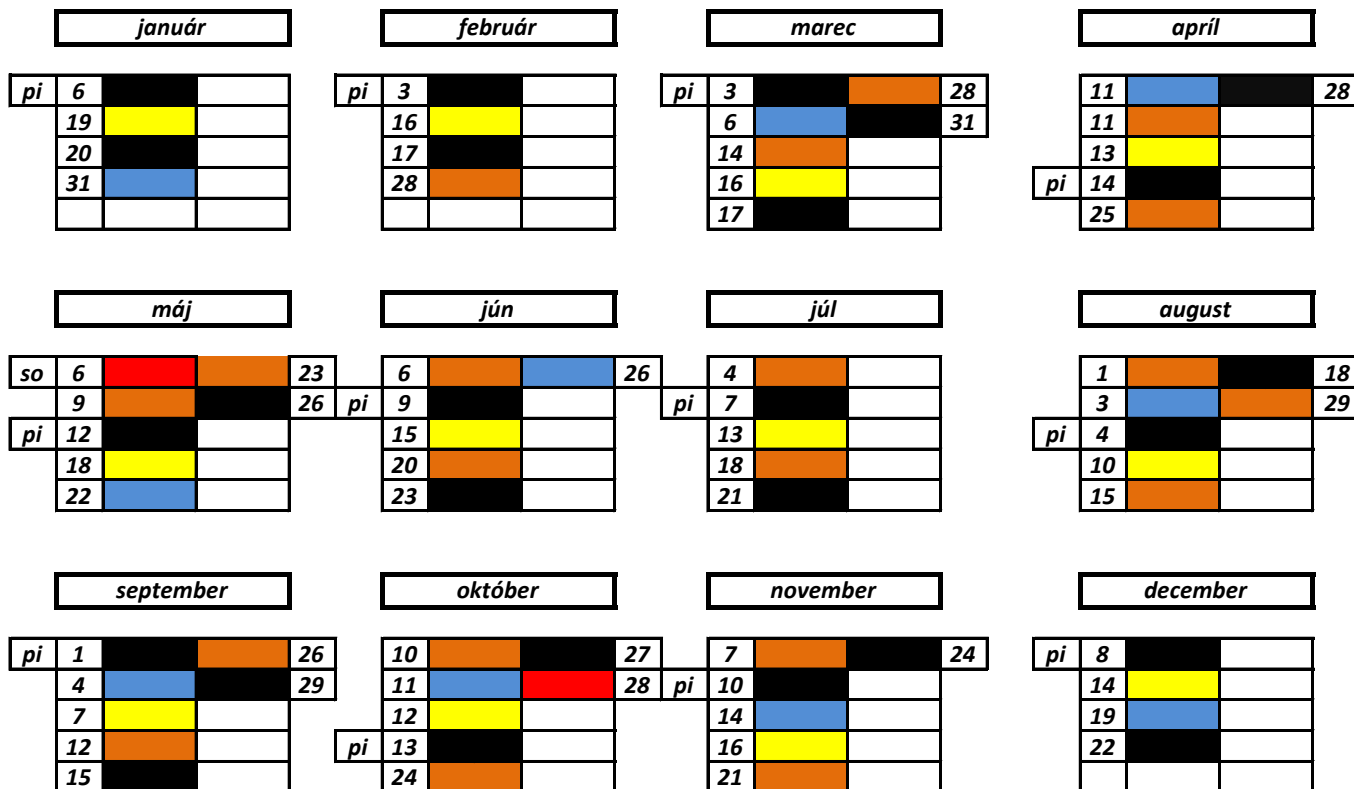 január február marec apríl
pi 6 pi 3 pi 3 28 11 28
19 16 6 31 11
20 17 14 13
31 28 16 pi 14
17 25
máj jún júl august
so 6 23 6 26 4 1 18
9 26 pi 9 pi 7 3 29
pi 12 15 13 pi 4
18 20 18 10
22 23 21 15
september október november december
pi 1 26 10 27 7 24 pi 8
4 29 11 28 pi 10 14
7 12 14 19
12 pi 13 16 22
15 24 21